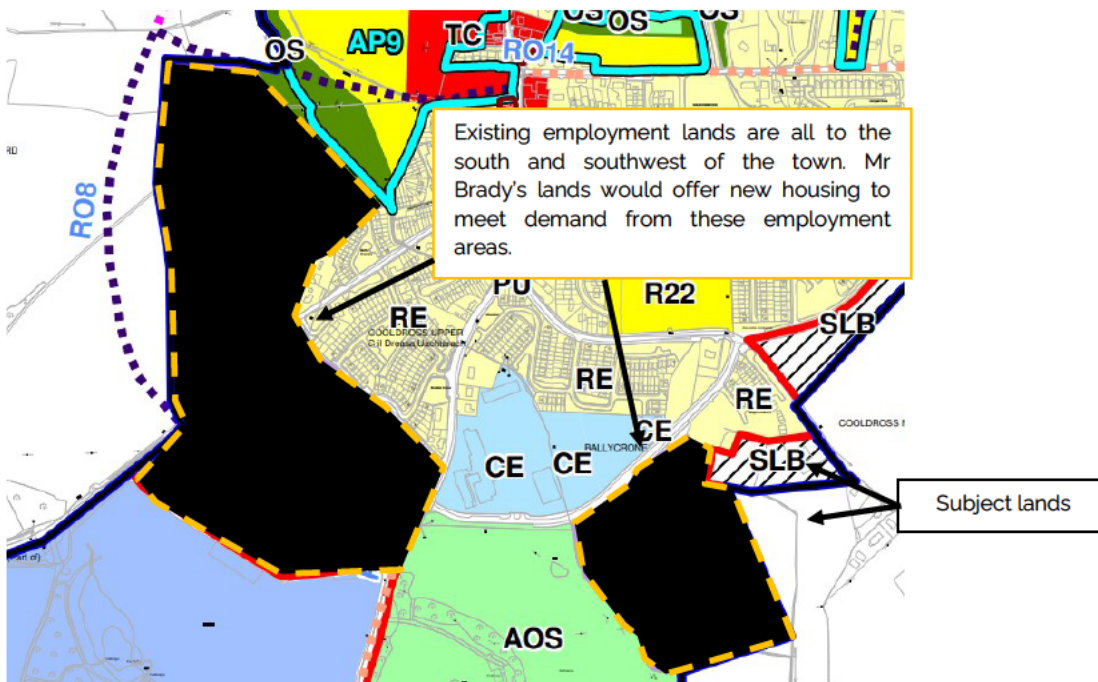 OS
OS
OS
OS
AP9
TC
RO14
RD
RO8
Existing employment lands are all to the
south and southwest of the town. Mr
Brady's lands would offer new housing to
meet demand from these employment
areas.
PU
R22
SLB
RE
COOLDROSS UPPER
RE
RE
COOLDROSS
CE
BALLYCRONE
CE
CE
SLB
Subject lands
AOS